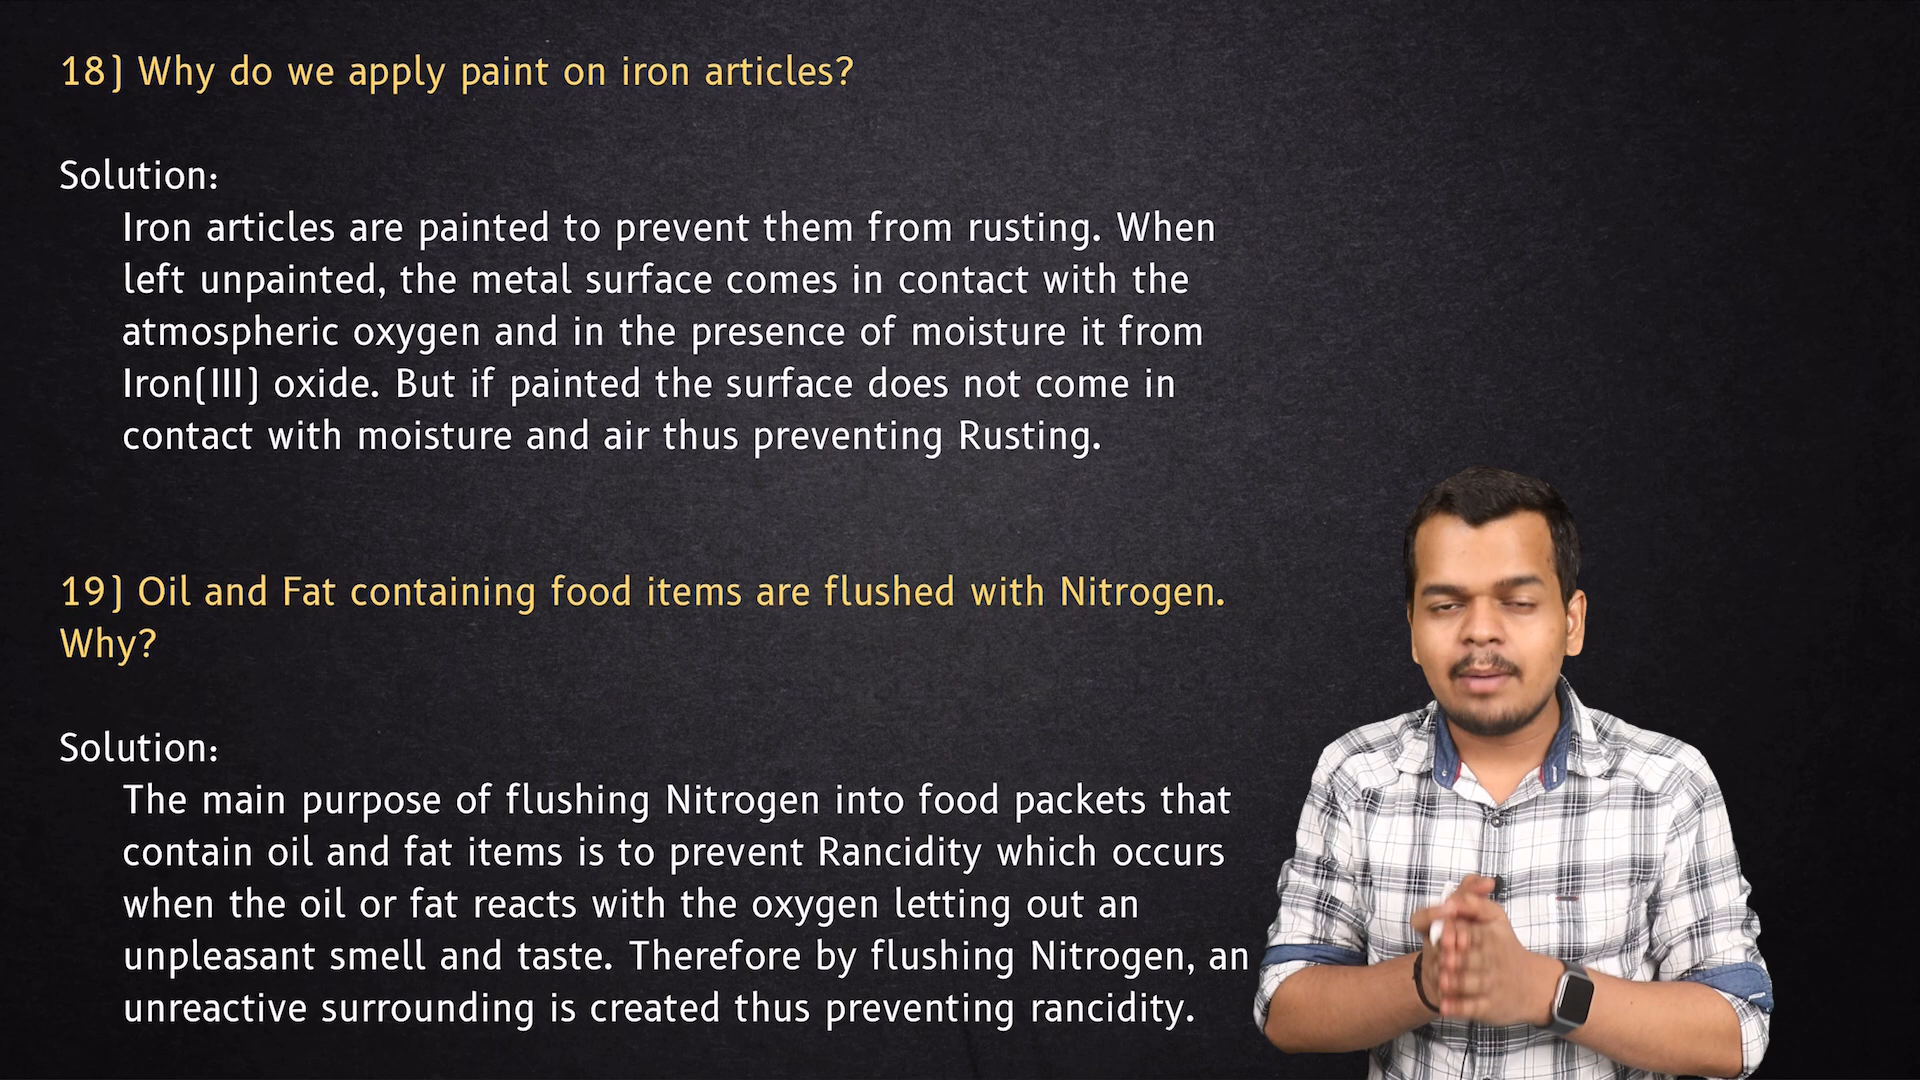 18) Why do we apply paint on iron articles?
Solution:
Iron articles are painted to prevent them from rusting. When
left unpainted, the metal surface comes in contact with the
atmospheric oxygen and in the presence of moisture it from
Iron(III) oxide. But if painted the surface does not come in
contact with moisture and air thus preventing Rusting.
19) Oil and Fat containing food items are flushed with Nitrogen.
Why?
Solution:
The main purpose of flushing Nitrogen into food packets that
contain oil and fat items is to prevent Rancidity which occurs
when the oil or fat reacts with the oxygen letting out an
unpleasant smell and taste. Therefore by flushing Nitrogen, an
unreactive surrounding is created thus preventing rancidity.